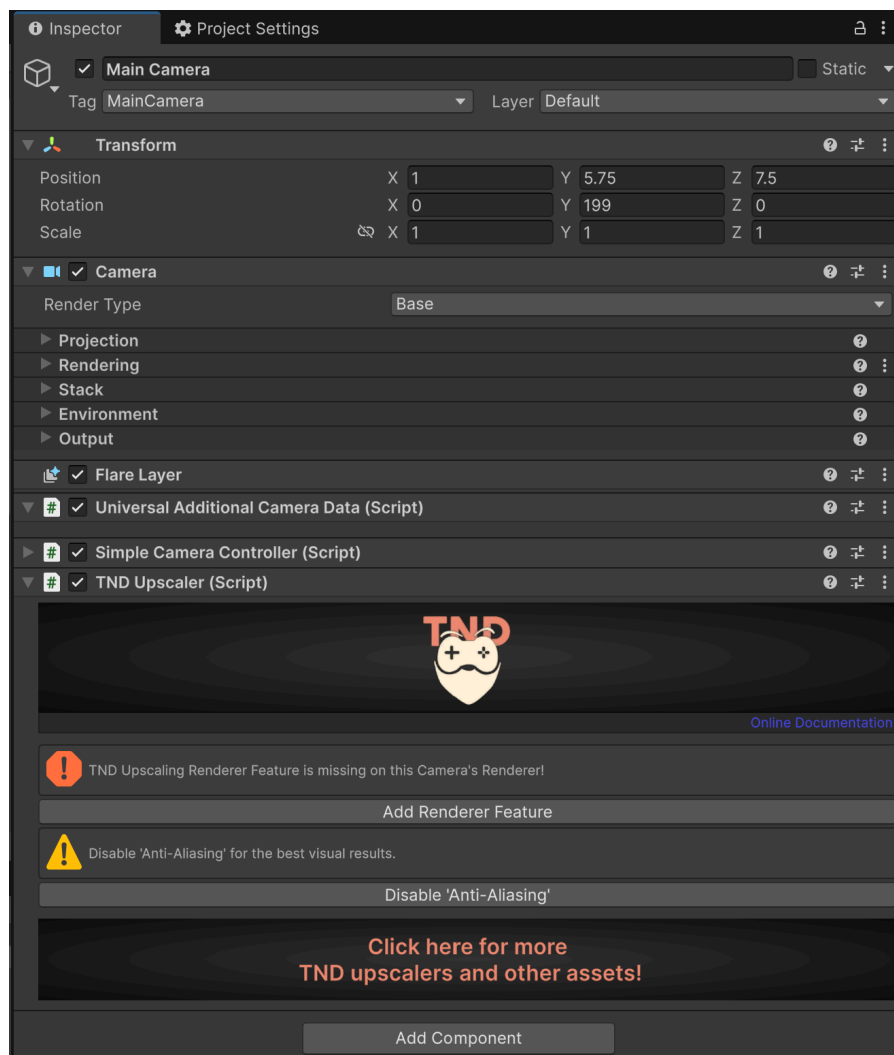 Inspector Project Settings
Main Camera Static
Tag MainCamera Layer Default
Transform
Position X 1 Y 5.75 Z 7.5
Rotation X 0 Y 199 Z 0
Scale X 1 Y 1 Z 1
Camera
Render Type Base
Projection
Rendering
Stack
Environment
Output
Flare Layer
# Universal Additional Camera Data (Script)
# Simple Camera Controller (Script)
# TND Upscaler (Script)
TND
Online Documentation
TND Upscaling Renderer Feature is missing on this Camera's Renderer!
Add Renderer Feature
Disable 'Anti-Aliasing' for the best visual results.
Disable 'Anti-Aliasing'
Click here for more
TND upscalers and other assets!
Add Component